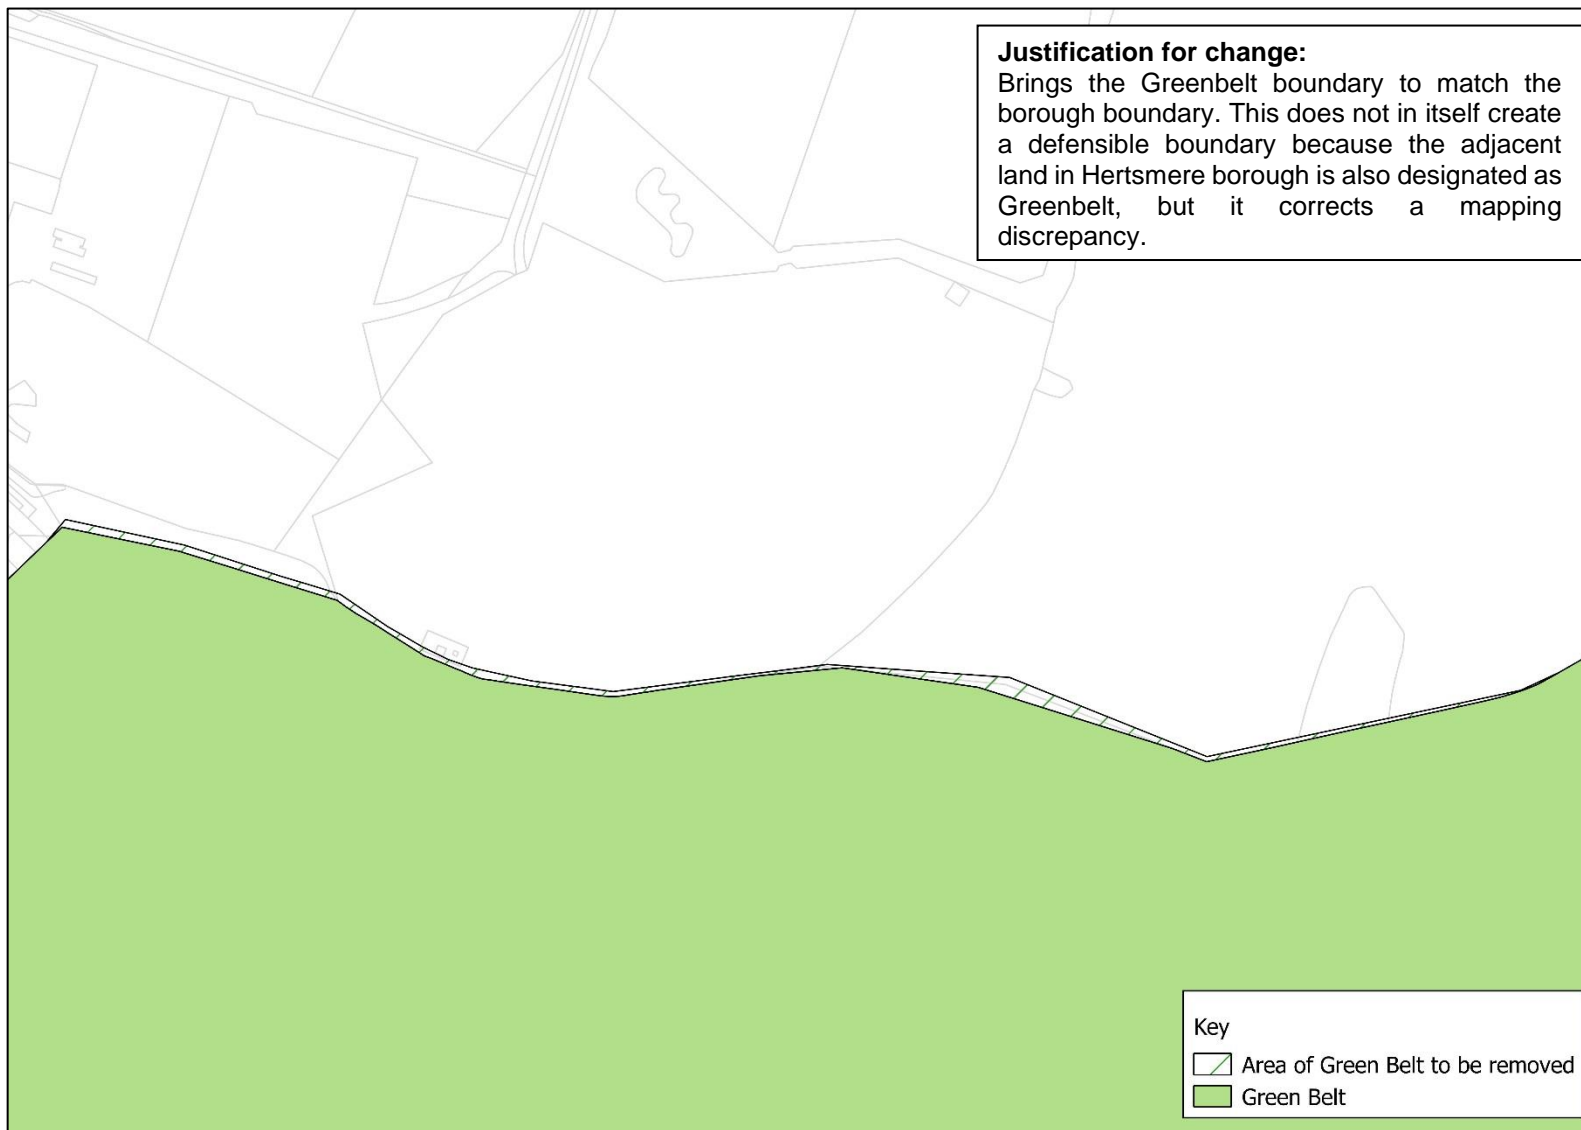 Justification for change:
Brings the Greenbelt boundary to match the
borough boundary. This does not in itself create
a defensible boundary because the adjacent
land in Hertsmere borough is also designated as
Greenbelt, but it corrects a mapping
discrepancy.
Key
Area of Green Belt to be removed
Green Belt